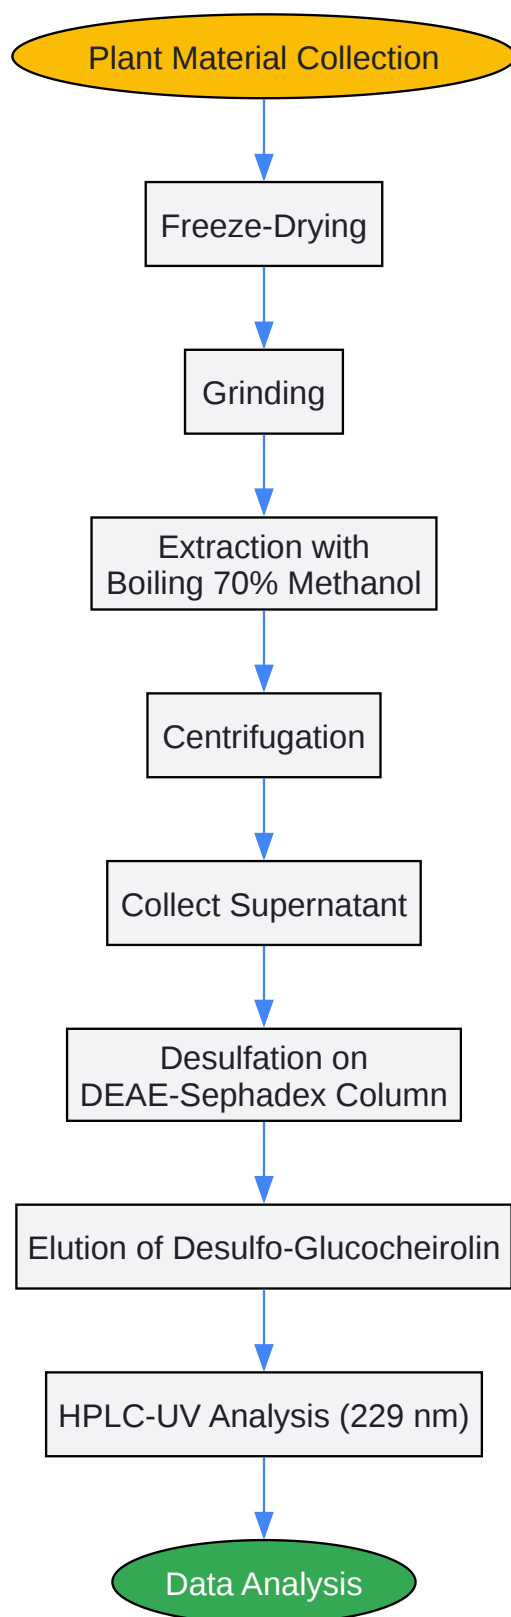 Plant Material Collection
Freeze-Drying
Grinding
Extraction with
Boiling 70% Methanol
Centrifugation
Collect Supernatant
Desulfation on
DEAE-Sephadex Column
Elution of Desulfo-Glucocheirolin
HPLC-UV Analysis (229 nm)
Data Analysis